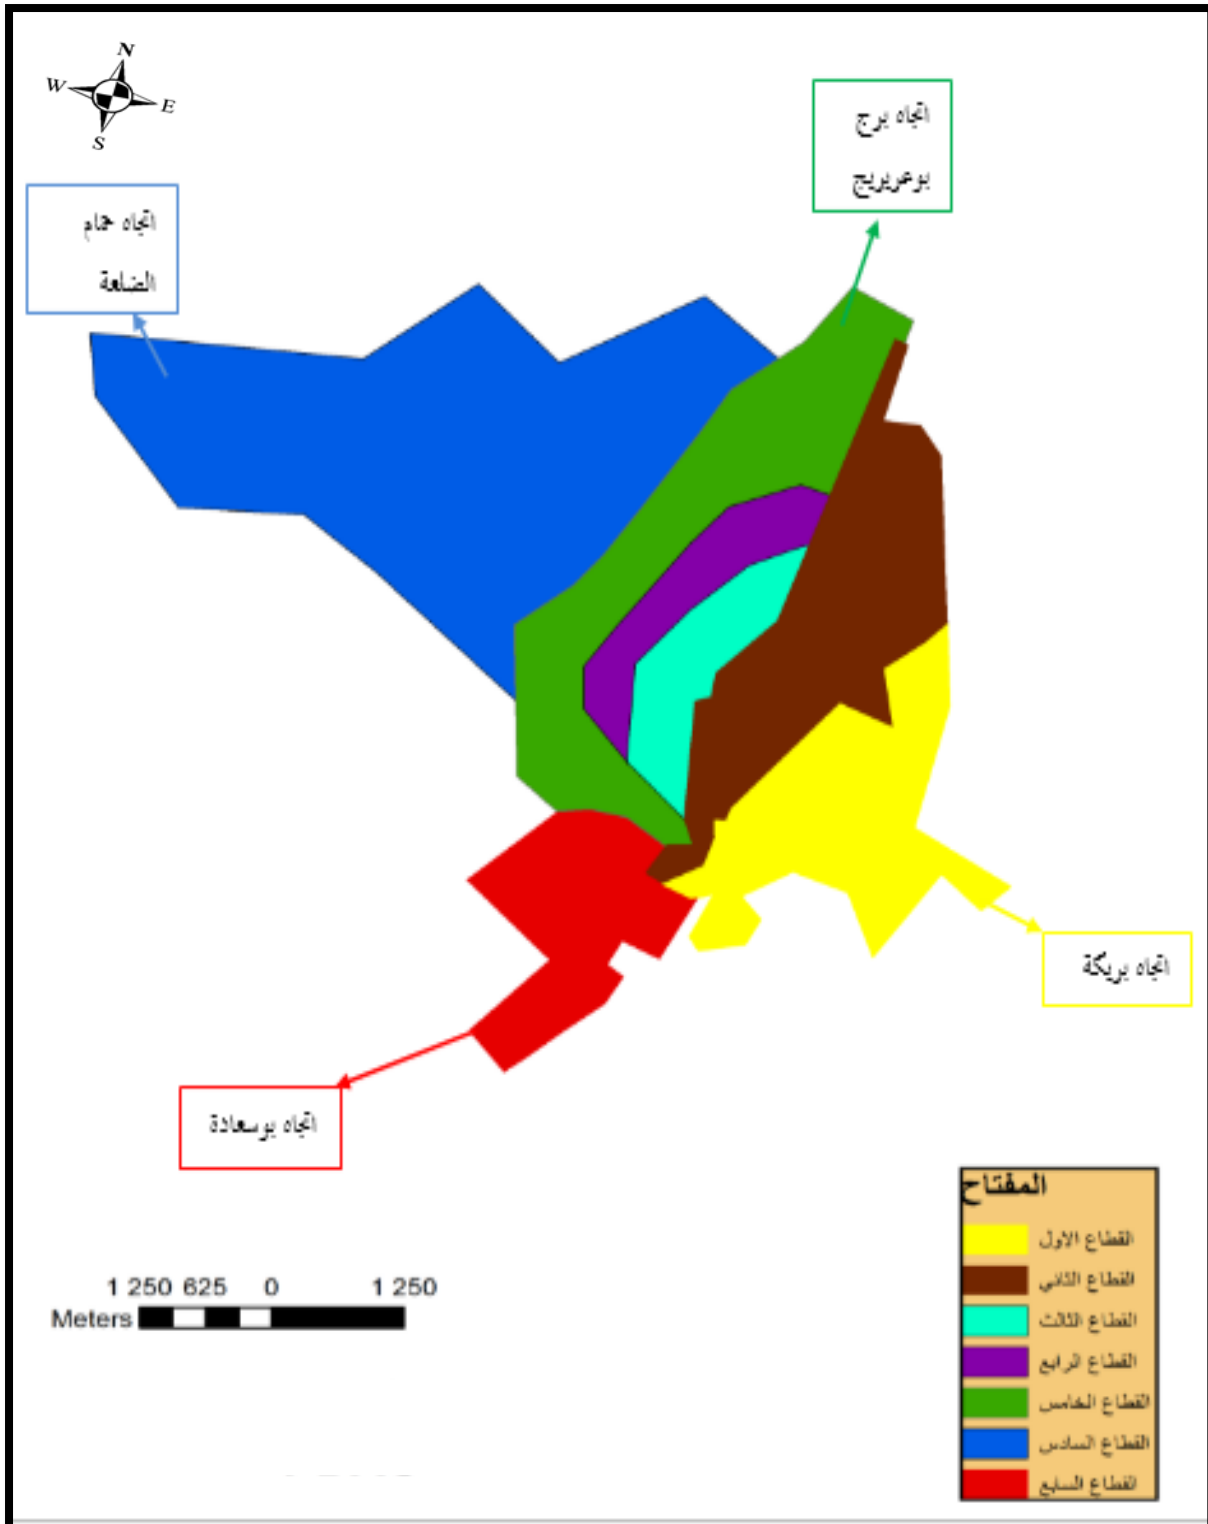 N
W
E
S
اتجاه برج
بوعريريج
اتجاه حمام
الضلعة
اتجاه بريكة
اتجاه بوسعادة
المفتاح
القطاع الاول
القطاع الثاني
القطاع الثالث
القطاع الرابع
القطاع الخامس
القطاع السادس
القطاع السابع
1 250 625 0 1 250
Meters